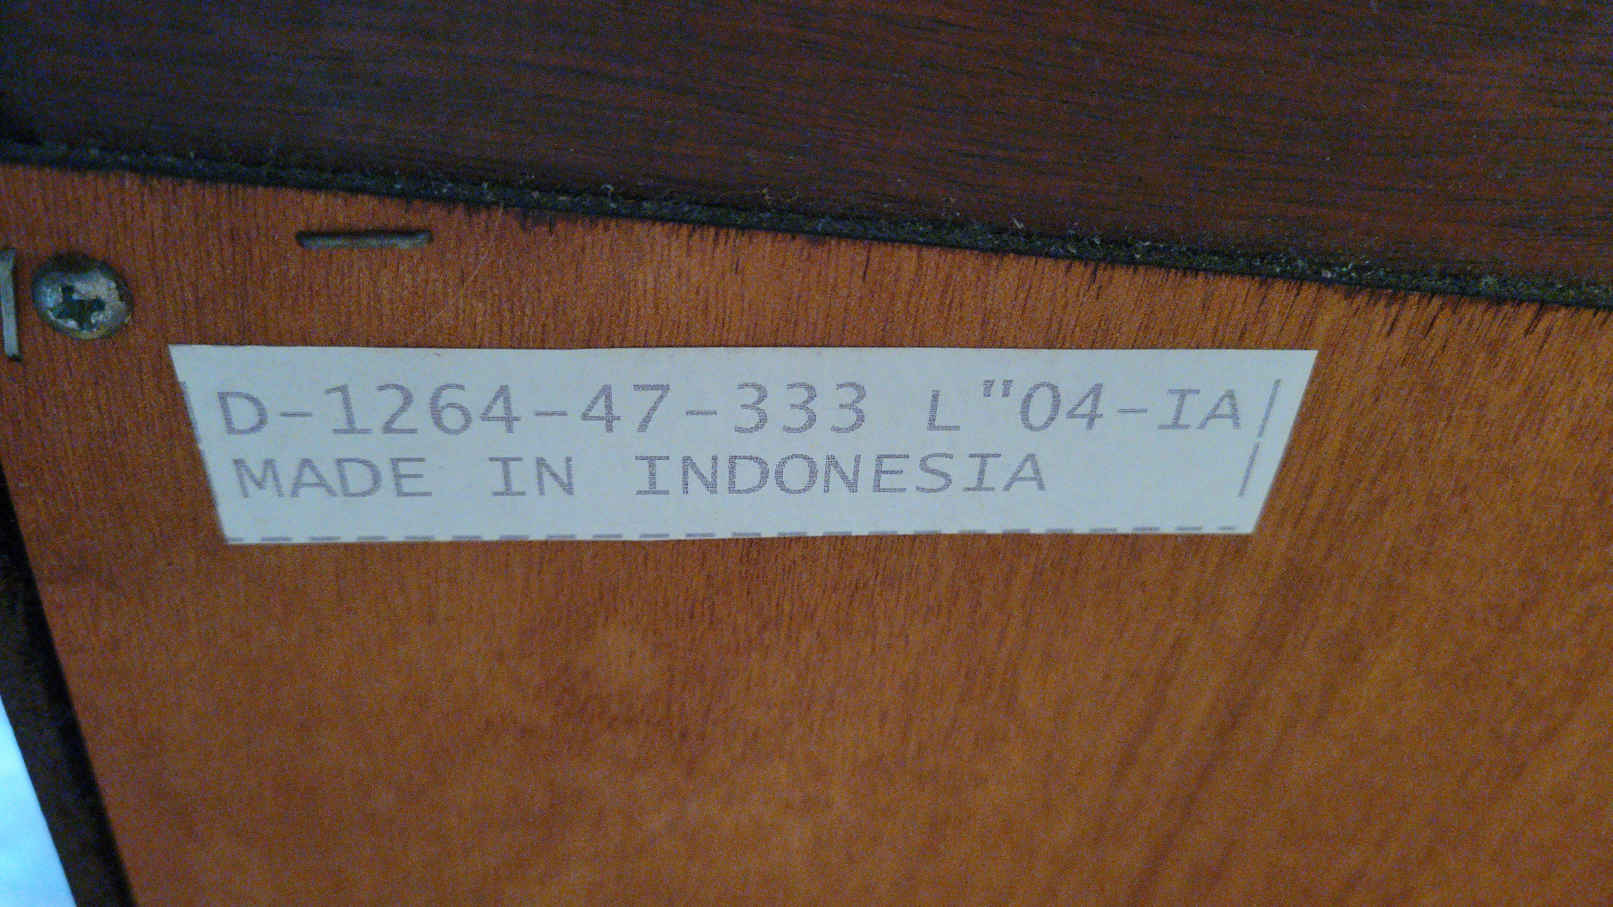 D-1264-47-333 L"04-IA
MADE IN INDONESIA